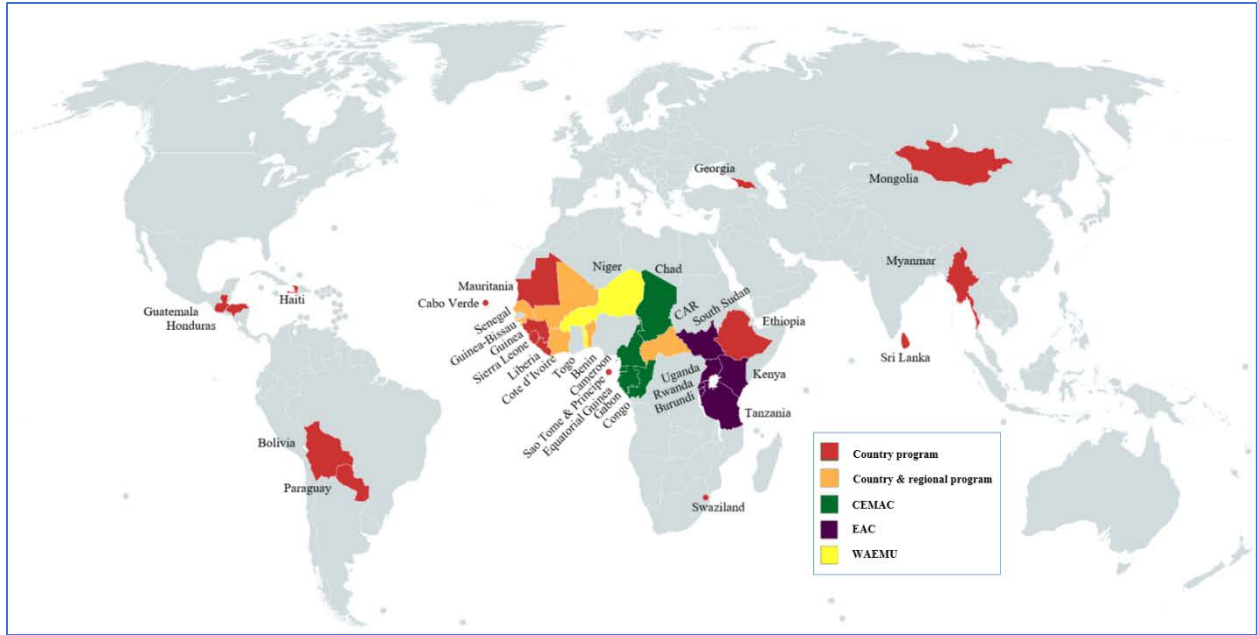 Georgia
Mongolia
Myanmar
Sri Lanka
Haiti
Guatemala
Honduras
Bolivia
Paraguay
Niger
Chad
Mauritania
Cabo Verde
CAR
South Sudan
Ethiopia
Senegal
Guinea-Bissau
Guinea
Sierra Leone
Liberia
Cote d'Ivoire
Togo
Benin
Cameroon
Sao Tome & Principe
Equatorial Guinea
Gabon
Congo
Uganda
Rwanda
Burundi
Kenya
Tanzania
Swaziland
Country program
Country & regional program
CEMAC
EAC
WAEMU